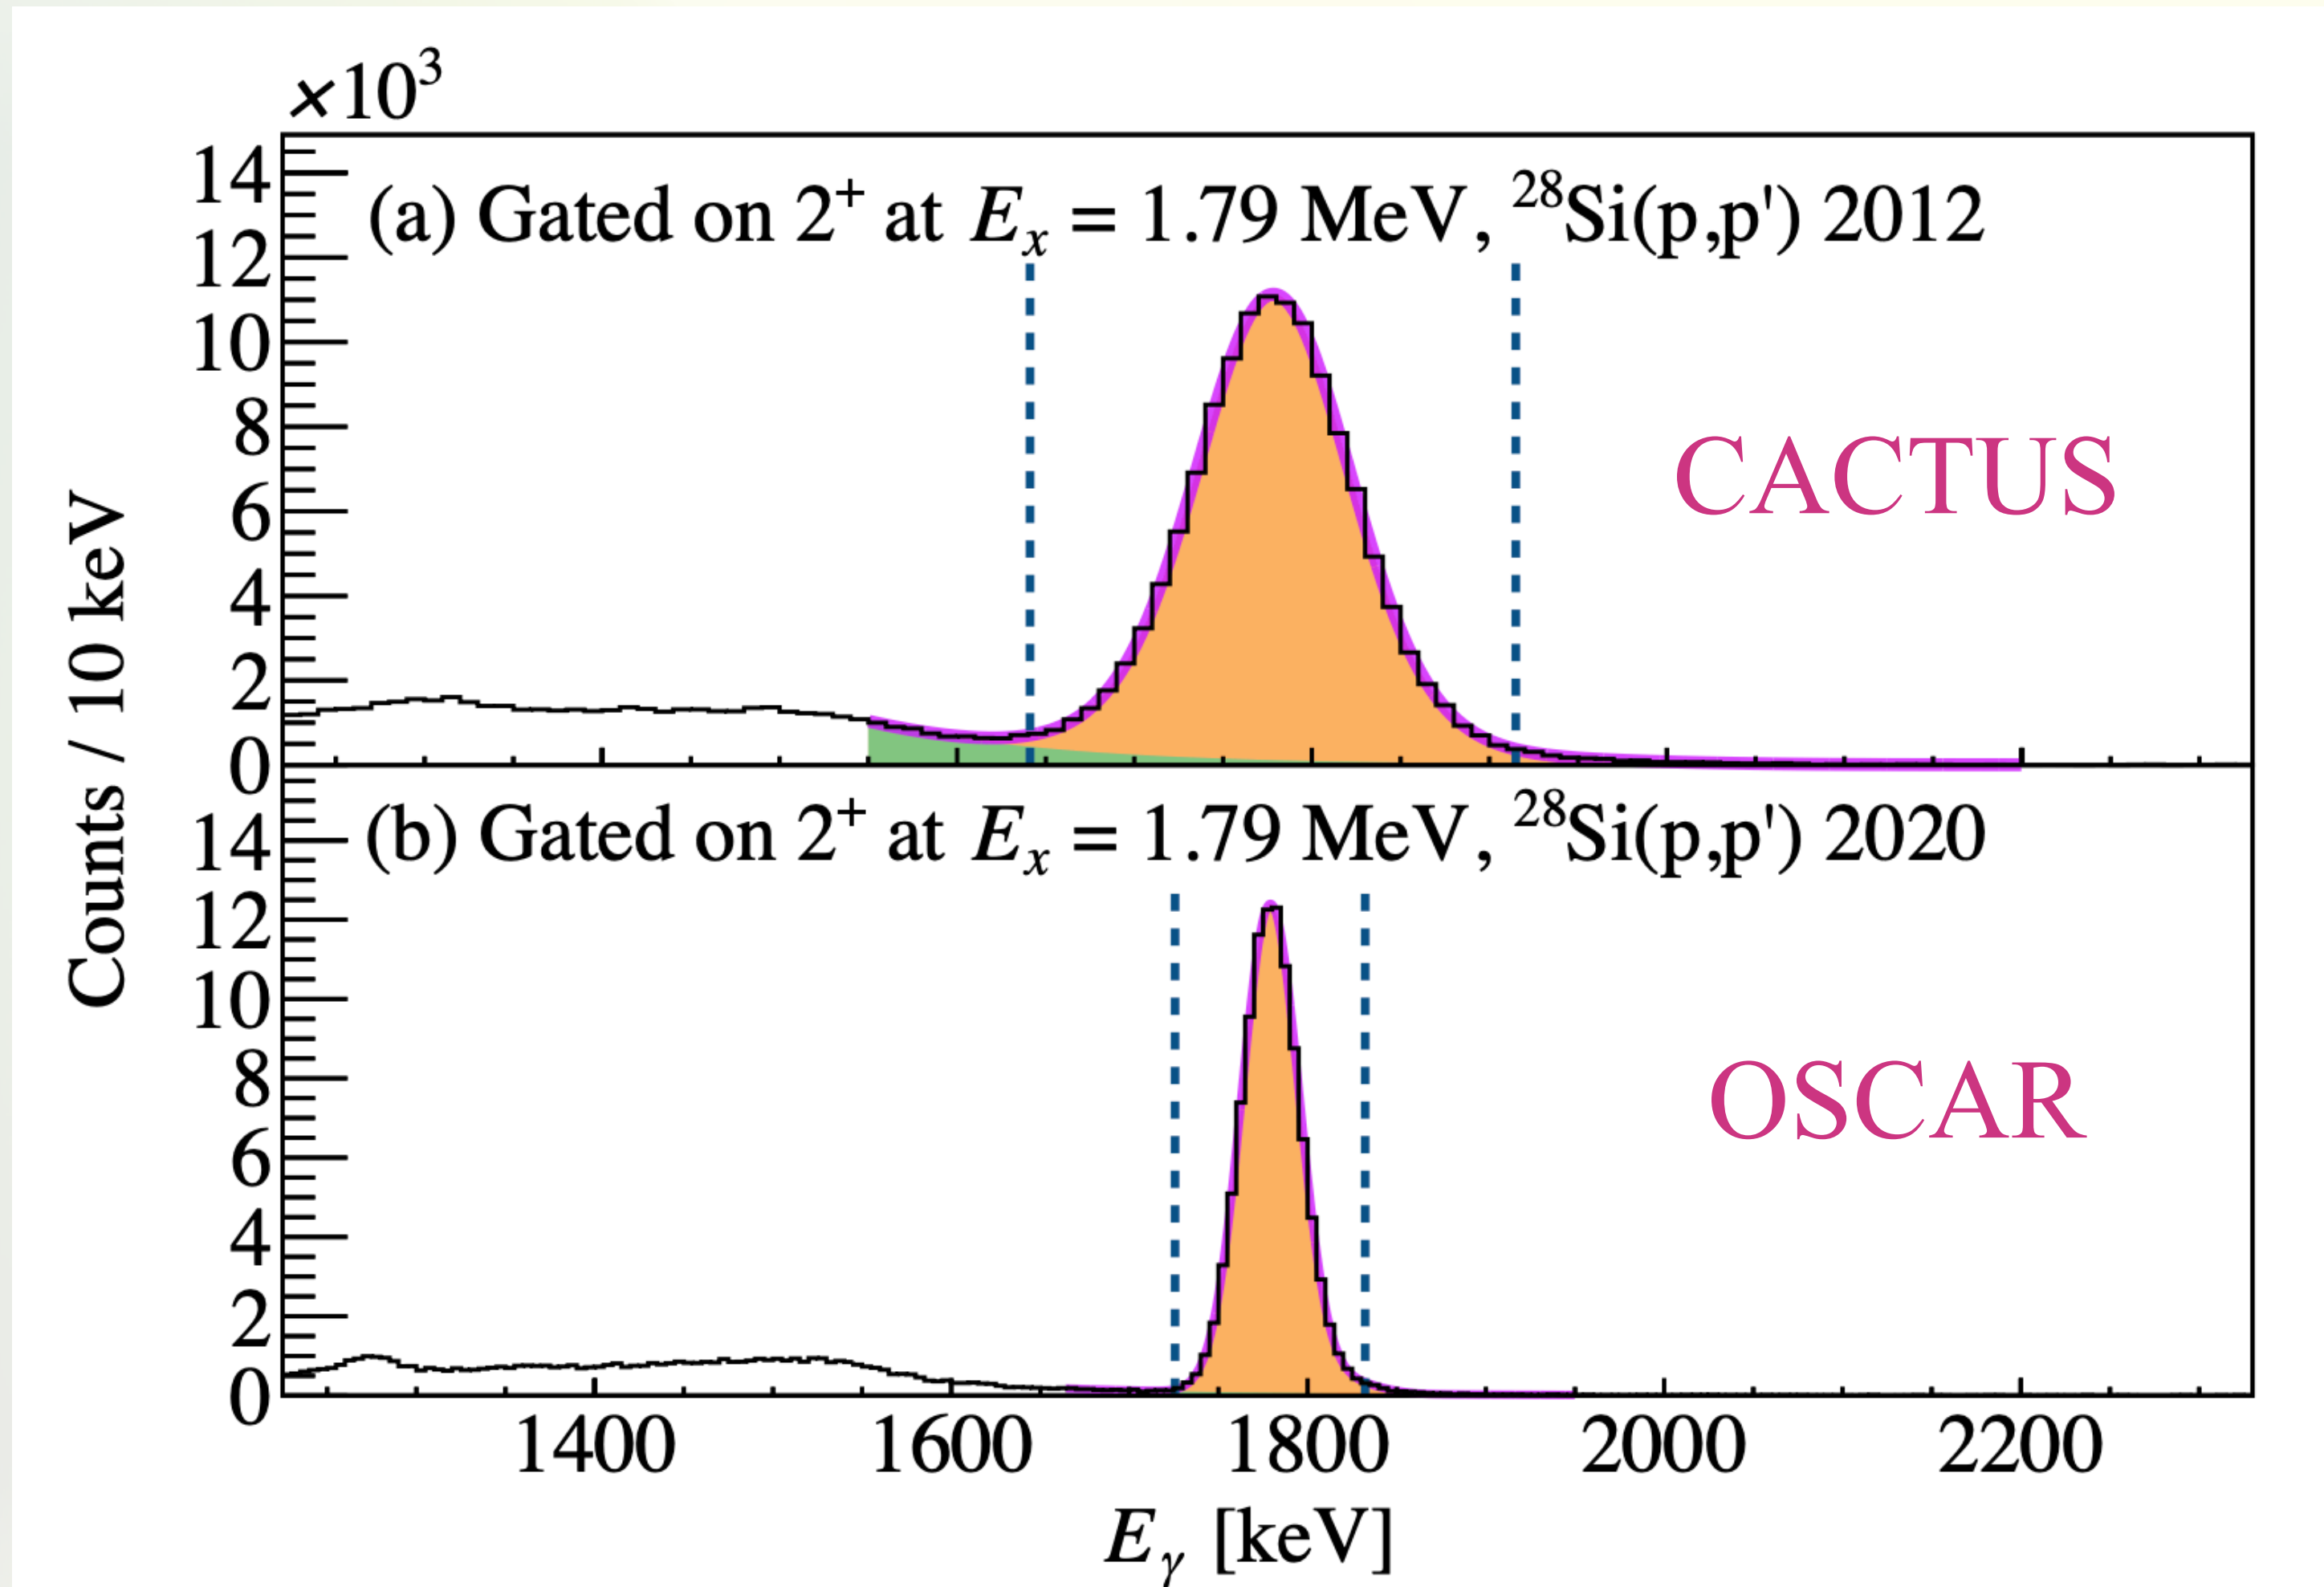 ×10³
14
12
10
8
6
4
2
0
(a) Gated on 2⁺ at Eₓ = 1.79 MeV, ²⁸Si(p,p') 2012
CACTUS
Counts / 10 keV
14
12
10
8
6
4
2
0
(b) Gated on 2⁺ at Eₓ = 1.79 MeV, ²⁸Si(p,p') 2020
OSCAR
1400 1600 1800 2000 2200
Eᵧ [keV]